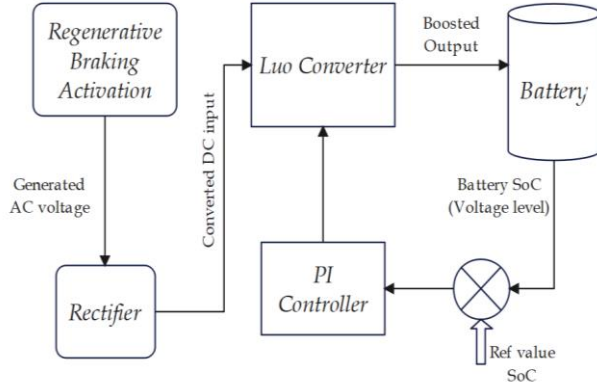 Regenerative
Braking
Activation
Generated
AC voltage
Rectifier
Converted DC input
Luo Converter
Boosted
Output
Battery
Battery SoC
(Voltage level)
PI
Controller
Ref value
SoC